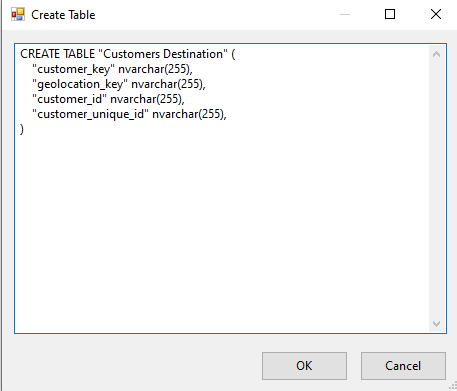 Create Table
CREATE TABLE "Customers Destination" (
    "customer_key" nvarchar(255),
    "geolocation_key" nvarchar(255),
    "customer_id" nvarchar(255),
    "customer_unique_id" nvarchar(255),
)
OK Cancel